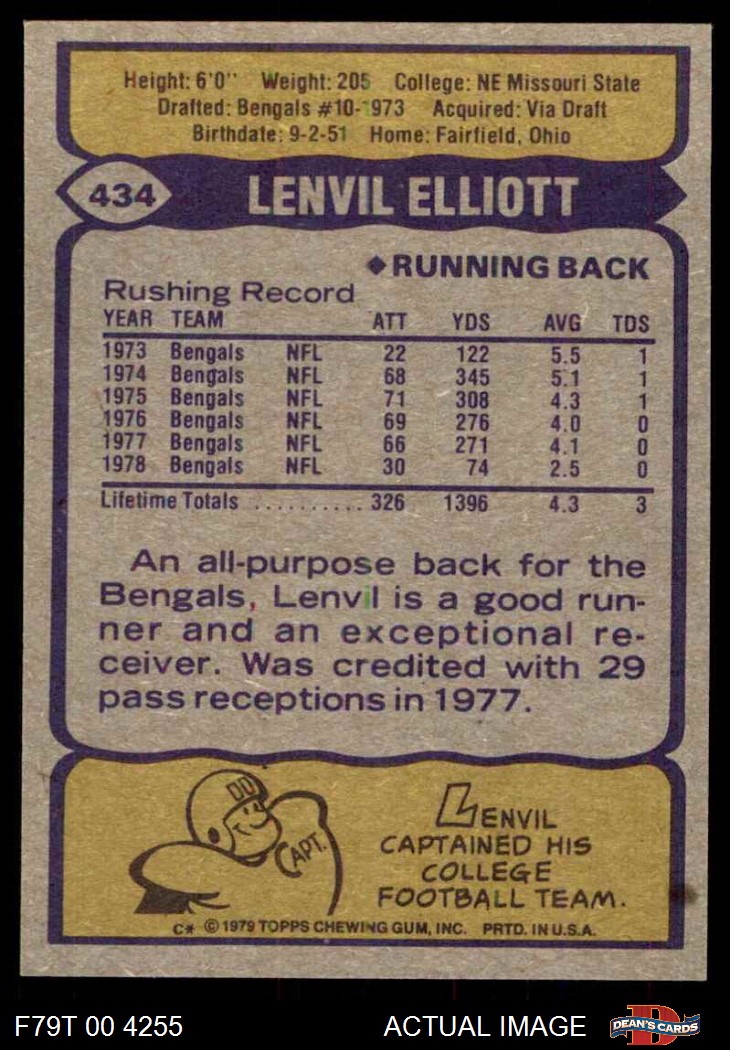 Height: 6'0" Weight: 205 College: NE Missouri State
Drafted: Bengals #10-1973 Acquired: Via Draft
Birthdate: 9-2-51 Home: Fairfield, Ohio
434 LENVIL ELLIOTT
◆RUNNING BACK
Rushing Record
YEAR TEAM ATT YDS AVG TDS
1973 Bengals NFL 22 122 5.5 1
1974 Bengals NFL 68 345 5.1 1
1975 Bengals NFL 71 308 4.3 1
1976 Bengals NFL 69 276 4.0 0
1977 Bengals NFL 66 271 4.1 0
1978 Bengals NFL 30 74 2.5 0
Lifetime Totals .......... 326 1396 4.3 3
An all-purpose back for the
Bengals, Lenvil is a good run-
ner and an exceptional re-
ceiver. Was credited with 29
pass receptions in 1977.
DD
CAPT.
LENVIL
CAPTAINED HIS
COLLEGE
FOOTBALL TEAM.
C* © 1979 TOPPS CHEWING GUM, INC. PRTD. IN U.S.A.
F79T 00 4255 ACTUAL IMAGE D DEAN'S CARDS